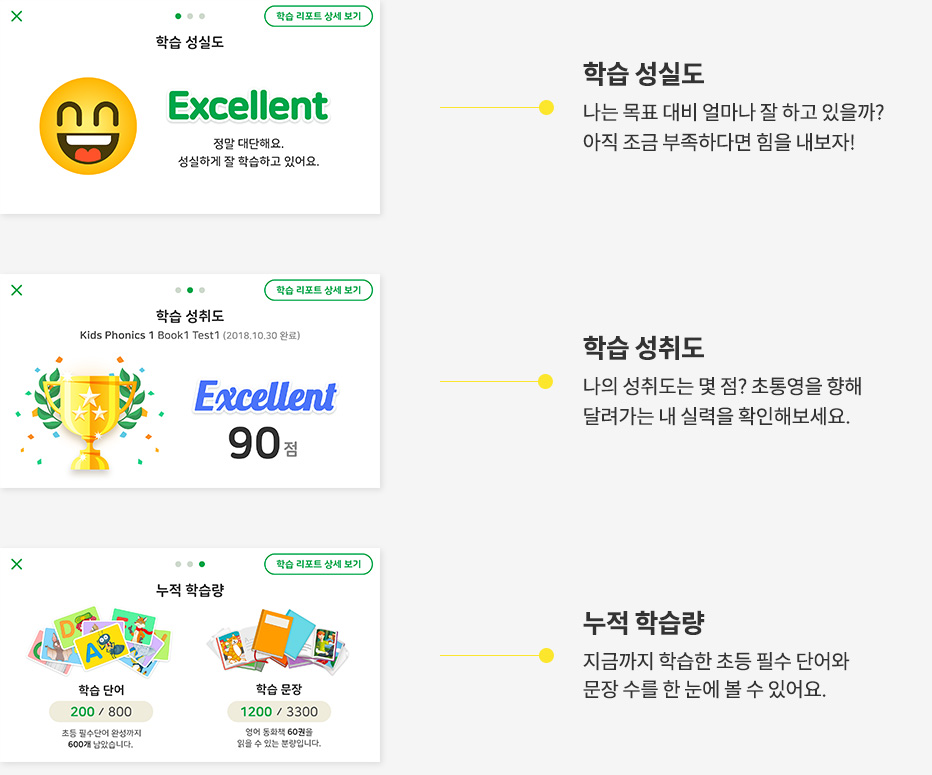 학습 리포트 상세 보기
학습 성실도
Excellent
정말 대단해요.
성실하게 잘 학습하고 있어요.
학습 성실도
나는 목표 대비 얼마나 잘 하고 있을까?
아직 조금 부족하다면 힘을 내보자!
학습 리포트 상세 보기
학습 성취도
Kids Phonics 1 Book1 Test1 (2018.10.30 완료)
Excellent
90점
학습 성취도
나의 성취도는 몇 점? 초통영을 향해
달려가는 내 실력을 확인해보세요.
학습 리포트 상세 보기
누적 학습량
D
A
학습 단어
200 / 800
초등 필수단어 완성까지
600개 남았습니다.
학습 문장
1200 / 3300
영어 동화책 60권을
읽을 수 있는 분량입니다.
누적 학습량
지금까지 학습한 초등 필수 단어와
문장 수를 한 눈에 볼 수 있어요.